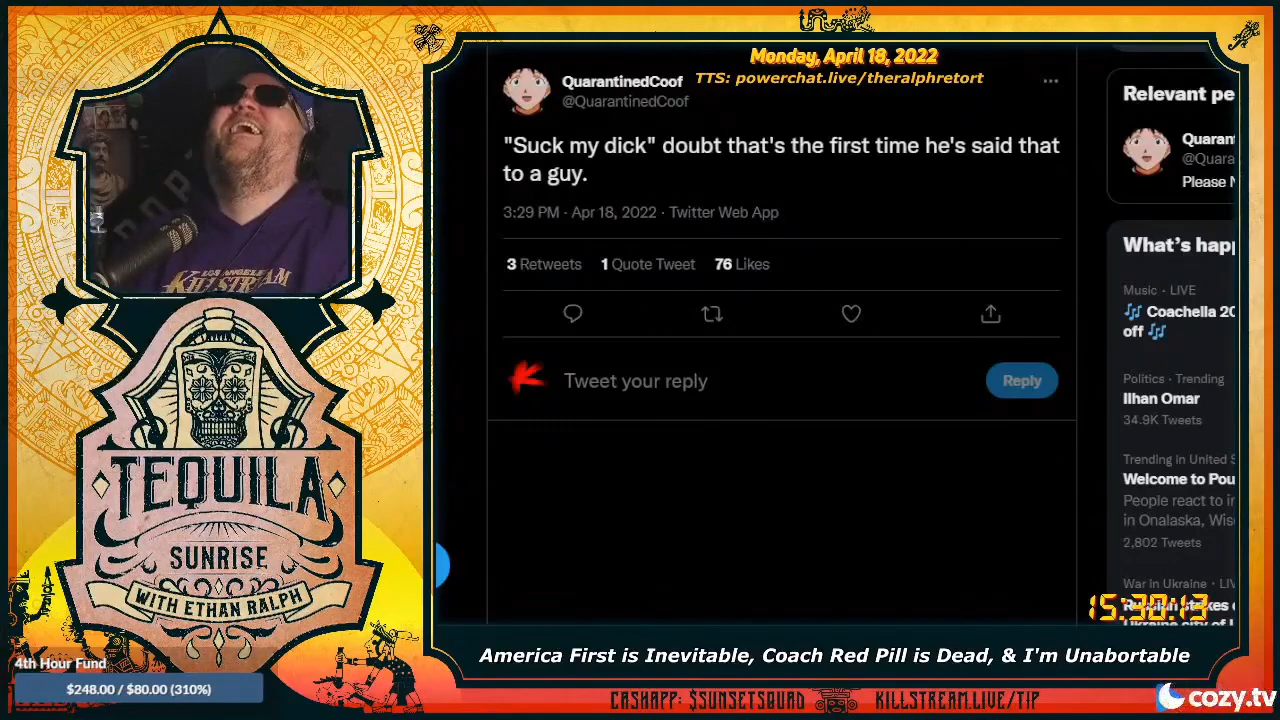 Monday, April 18, 2022
TTS: powerchat.live/theralphretort
QuarantinedCoof
@QuarantinedCoof
"Suck my dick" doubt that's the first time he's said that
to a guy.
3:29 PM · Apr 18, 2022 · Twitter Web App
3 Retweets 1 Quote Tweet 76 Likes
Tweet your reply
Reply
Relevant pe
Quarant
@Quara
Please N
What's happ
Music · LIVE
🎶 Coachella 20
off 🎶
Politics · Trending
Ilhan Omar
34.9K Tweets
Trending in United S
Welcome to Pou
People react to i
in Onalaska, Wis
2,802 Tweets
War in Ukraine · LIV
15:30:13
LOS ANGELES
KILLSTREAM
TEQUILA
SUNRISE
WITH ETHAN RALPH
4th Hour Fund
$248.00 / $80.00 (310%)
America First is Inevitable, Coach Red Pill is Dead, & I'm Unabortable
CASHAPP: $SUNSETSQUAD
KILLSTREAM.LIVE/TIP
cozy.tv